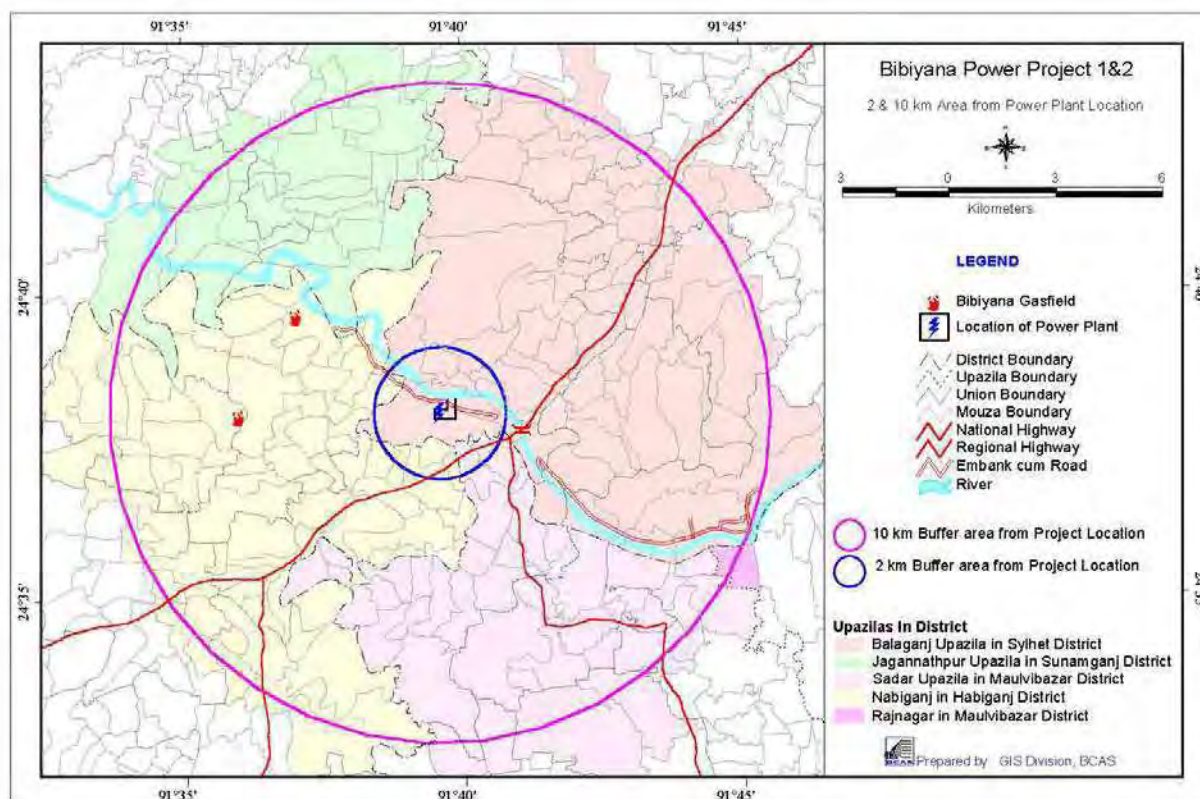 91°35'
91°40'
91°45'
24°40'
24°35'
Bibiyana Power Project 1&2
2 & 10 km Area from Power Plant Location
3 0 3 6
Kilometers
24°40'
24°35'
LEGEND
Bibiyana Gasfield
Location of Power Plant
District Boundary
Upazila Boundary
Union Boundary
Mouza Boundary
National Highway
Regional Highway
Embank cum Road
River
10 km Buffer area from Project Location
2 km Buffer area from Project Location
Upazilas In District
Balaganj Upazila in Sylhet District
Jagannathpur Upazila in Sunamganj District
Sadar Upazila in Maulvibazar District
Nabiganj in Habiganj District
Rajnagar in Maulvibazar District
BCAS
Prepared by GIS Division, BCAS
91°35'
91°40'
91°45'